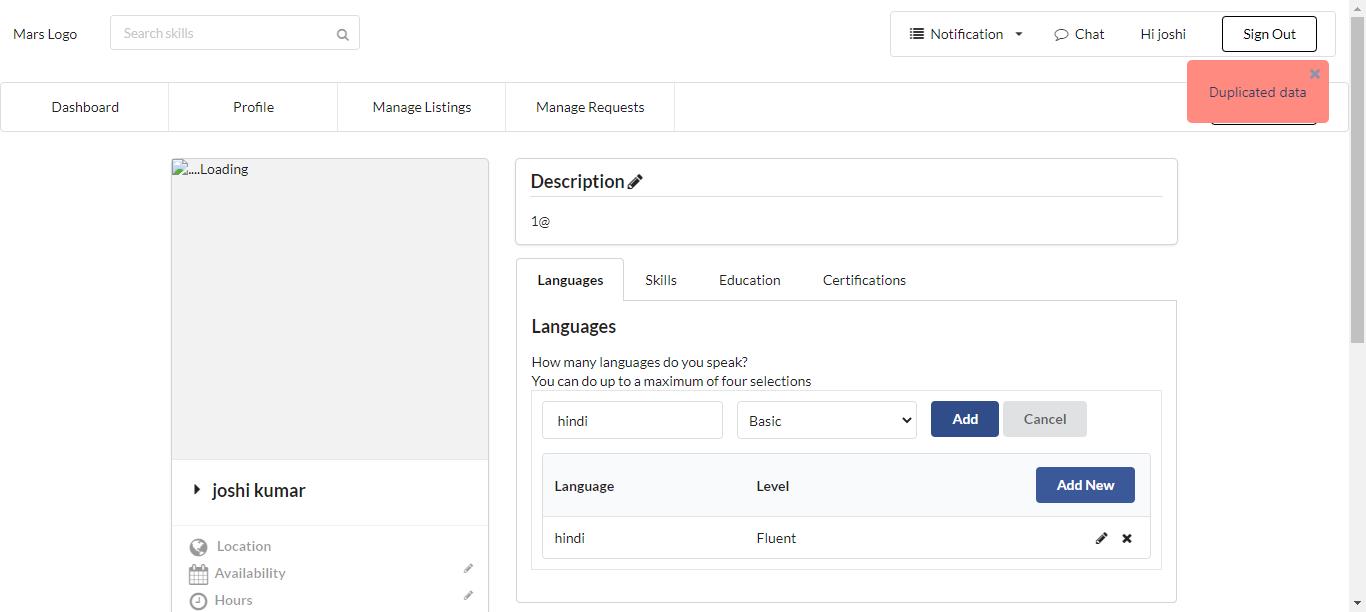 Mars Logo
Search skills
Notification
Chat
Hi joshi
Sign Out
Duplicated data
Dashboard
Profile
Manage Listings
Manage Requests
....Loading
Description
1@
Languages
Skills
Education
Certifications
Languages
How many languages do you speak?
You can do up to a maximum of four selections
hindi
Basic
Add
Cancel
Language
Level
Add New
hindi
Fluent
joshi kumar
Location
Availability
Hours